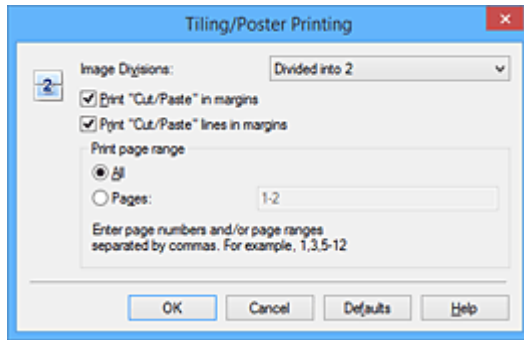 Tiling/Poster Printing
Image Divisions: Divided into 2
2
Print "Cut/Paste" in margins
Print "Cut/Paste" lines in margins
Print page range
All
Pages: 1-2
Enter page numbers and/or page ranges
separated by commas. For example, 1,3,5-12
OK Cancel Defaults Help